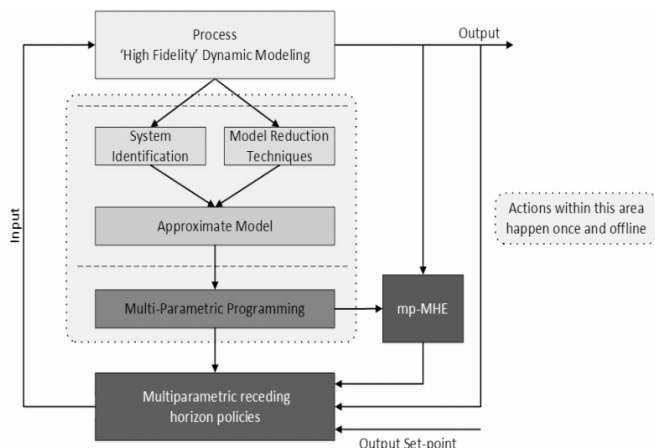 Process
‘High Fidelity’ Dynamic Modeling
Output
System
Identification
Model Reduction
Techniques
Approximate Model
Actions within this area
happen once and offline
Input
Multi-Parametric Programming
mp-MHE
Multiparametric receding
horizon policies
Output Set-point